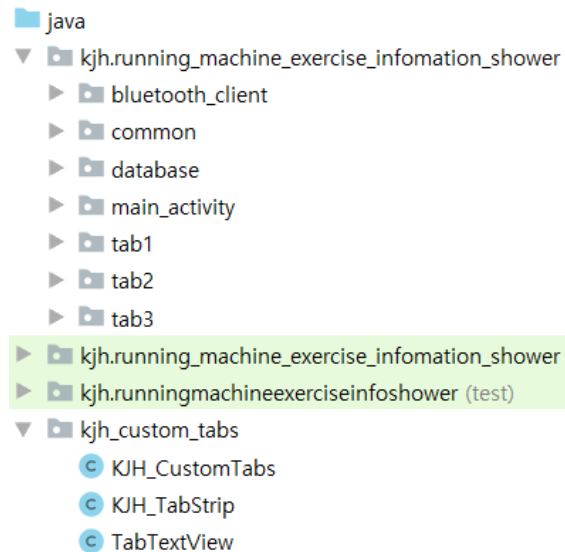 java
kjh.running_machine_exercise_infomation_shower
bluetooth_client
common
database
main_activity
tab1
tab2
tab3
kjh.running_machine_exercise_infomation_shower
kjh.runningmachineexerciseinfoshower (test)
kjh_custom_tabs
C KJH_CustomTabs
C KJH_TabStrip
C TabTextView